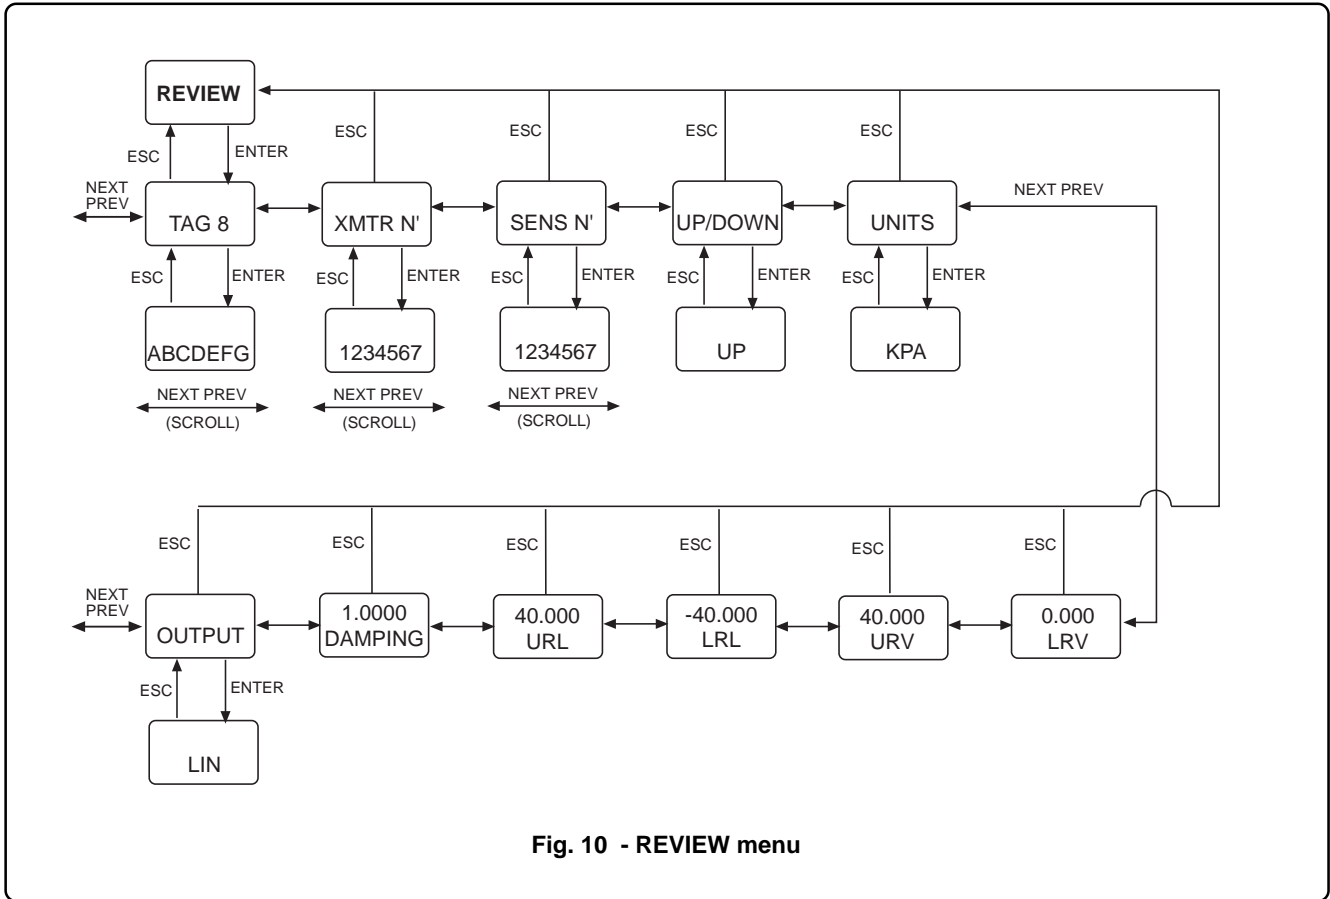 REVIEW
ESC
ESC
ESC
ESC
ESC
ENTER
NEXT
PREV
TAG 8
XMTR N'
SENS N'
UP/DOWN
UNITS
NEXT PREV
ESC
ENTER
ESC
ENTER
ESC
ENTER
ESC
ENTER
ESC
ENTER
ABCDEFG
1234567
1234567
UP
KPA
NEXT PREV
(SCROLL)
NEXT PREV
(SCROLL)
NEXT PREV
(SCROLL)
ESC
ESC
ESC
ESC
ESC
ESC
NEXT
PREV
OUTPUT
1.0000
DAMPING
40.000
URL
-40.000
LRL
40.000
URV
0.000
LRV
ESC
ENTER
LIN
Fig. 10 - REVIEW menu